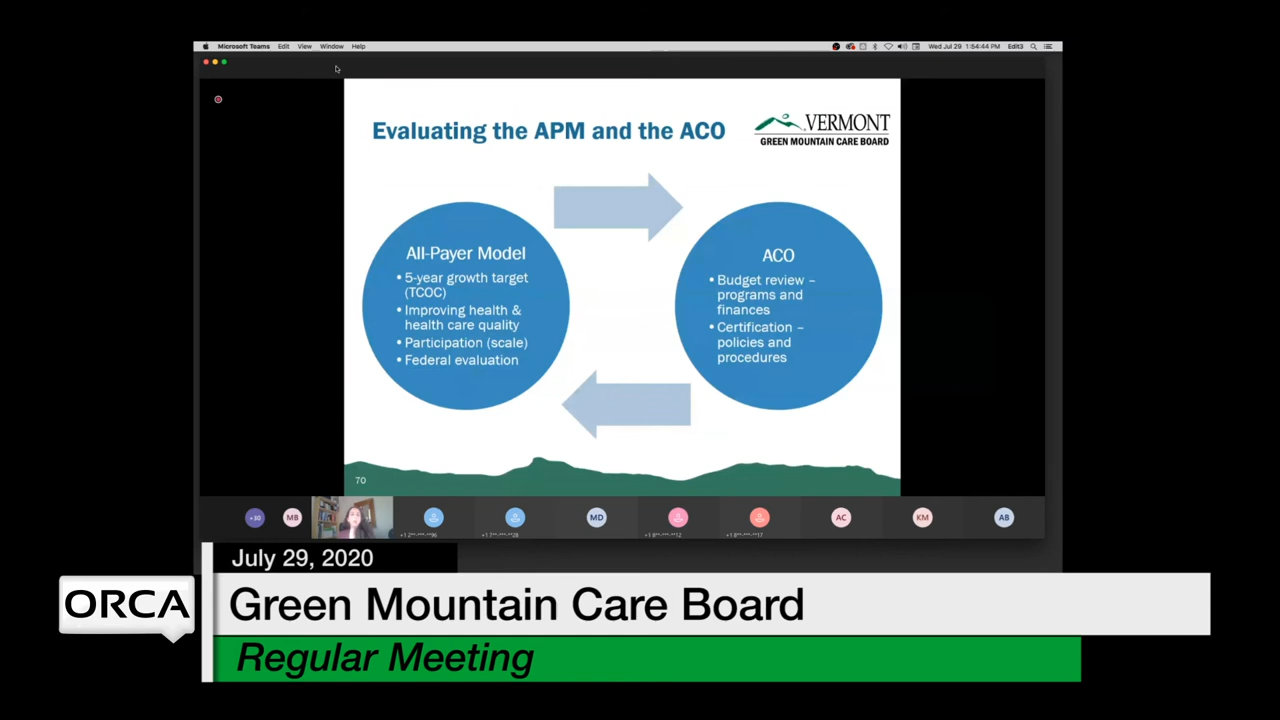 Microsoft Teams Edit View Window Help Wed Jul 29 1:54:44 PM Edit3
Evaluating the APM and the ACO
VERMONT
GREEN MOUNTAIN CARE BOARD
All-Payer Model
• 5-year growth target
(TCOC)
• Improving health &
health care quality
• Participation (scale)
• Federal evaluation
ACO
• Budget review –
programs and
finances
• Certification –
policies and
procedures
70
+30 MB MD AC KM AB
July 29, 2020
ORCA
Green Mountain Care Board
Regular Meeting